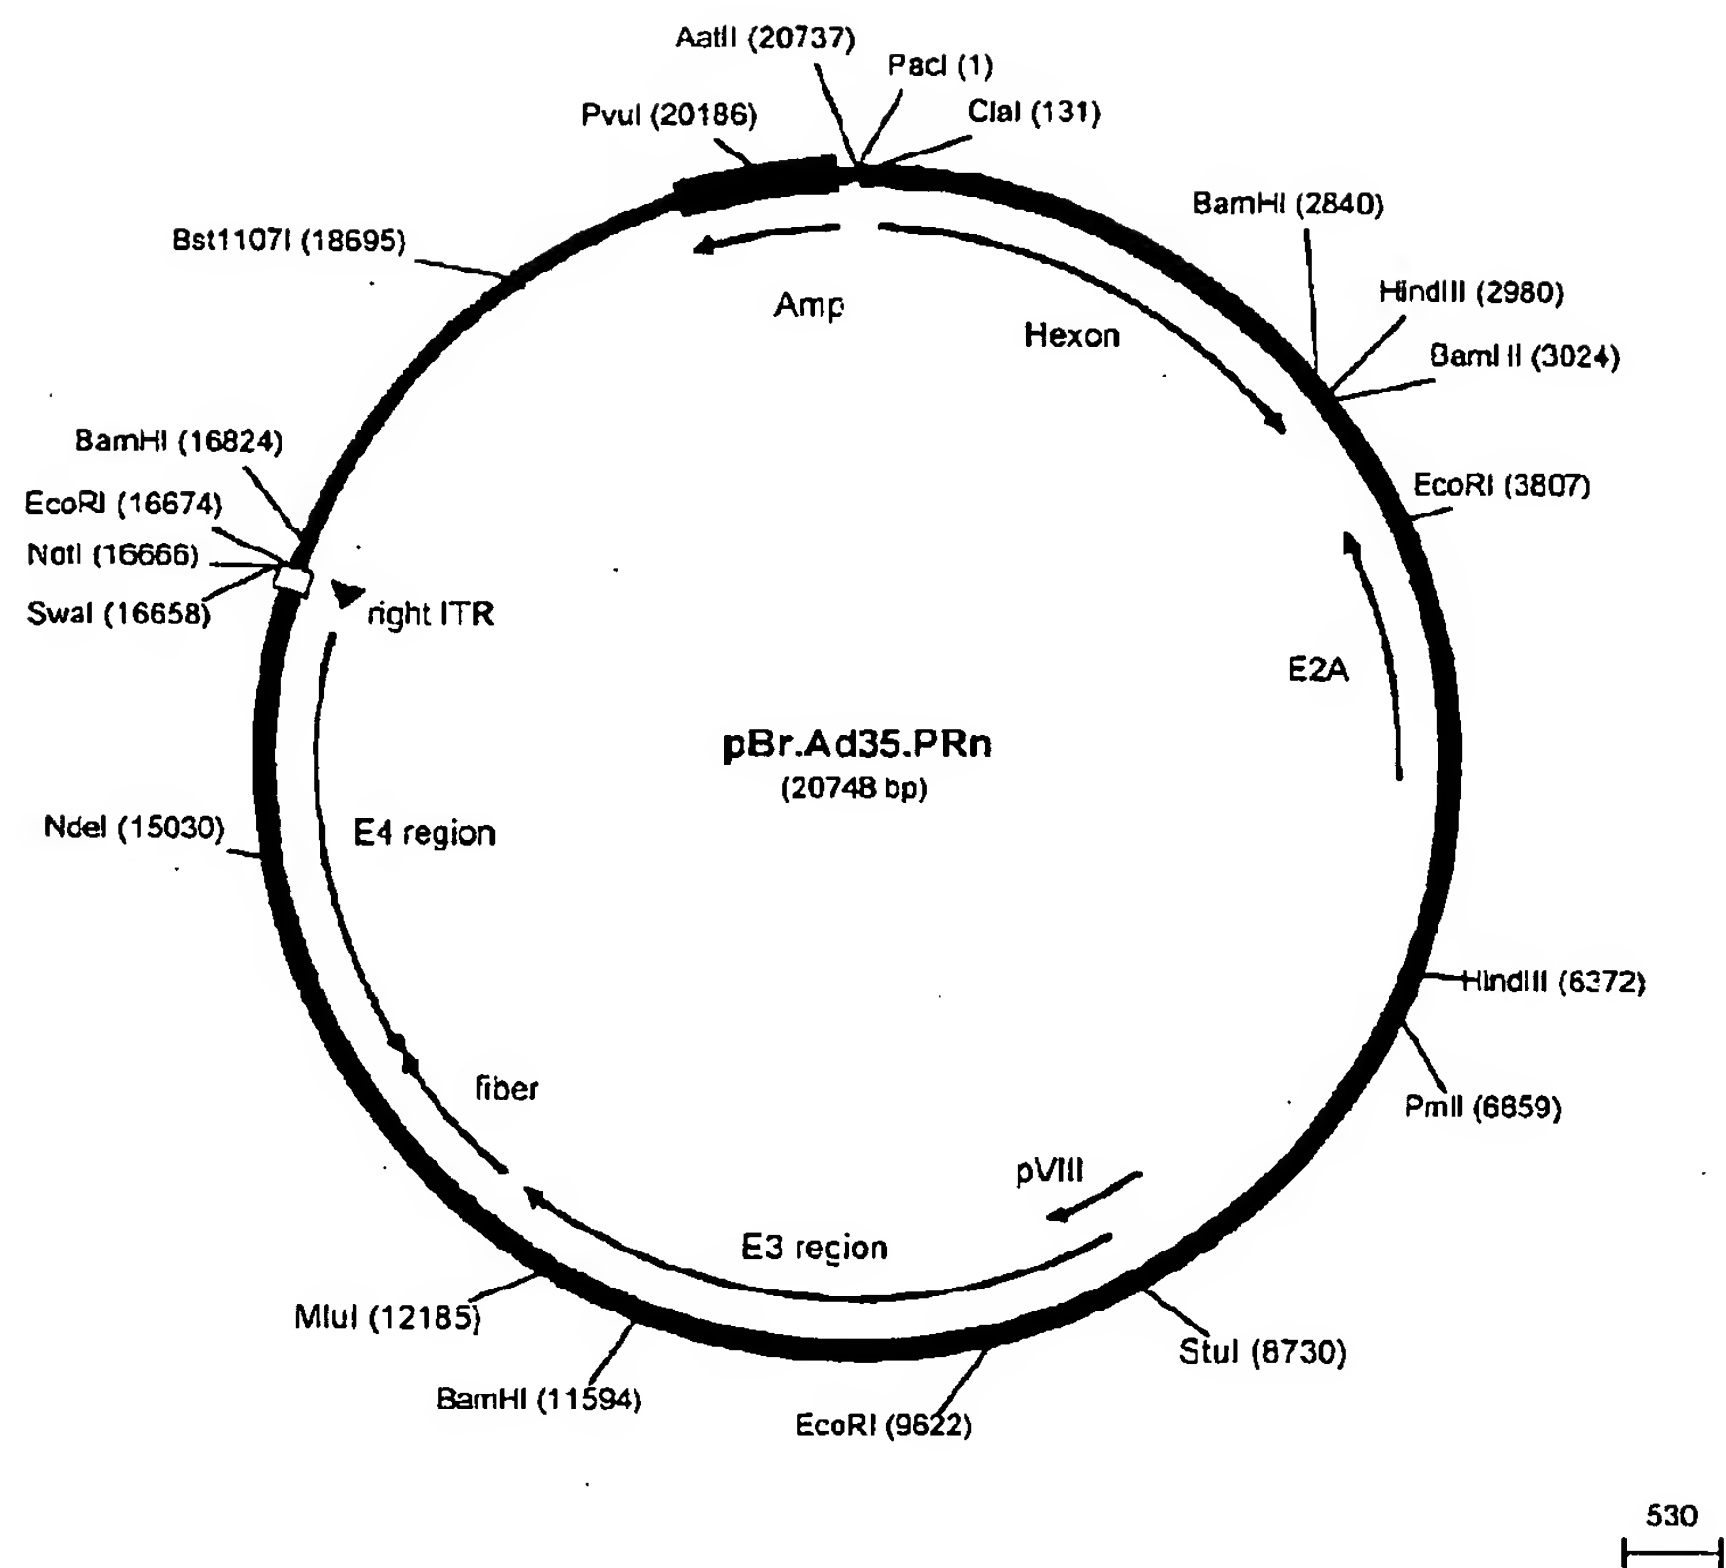 AatII (20737)
PacI (1)
ClaI (131)
PvuI (20186)
BamHI (2840)
Bst1107I (18695)
HindIII (2980)
Amp
Hexon
BamHI (3024)
BamHI (16824)
EcoRI (3807)
EcoRI (16674)
NotI (16666)
SwaI (16658)
right ITR
E2A
pBr.Ad35.PRn
(20748 bp)
NdeI (15030)
E4 region
HindIII (6372)
fiber
PmlI (6859)
pVIII
E3 region
MluI (12185)
StuI (8730)
BamHI (11594)
EcoRI (9622)
530